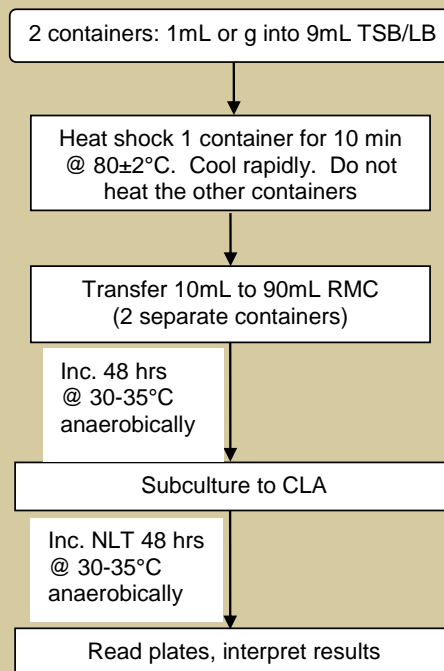 2 containers: 1mL or g into 9mL TSB/LB
Heat shock 1 container for 10 min
@ 80±2°C.  Cool rapidly.  Do not
heat the other containers
Transfer 10mL to 90mL RMC
(2 separate containers)
Inc. 48 hrs
@ 30-35°C
anaerobically
Subculture to CLA
Inc. NLT 48 hrs
@ 30-35°C
anaerobically
Read plates, interpret results